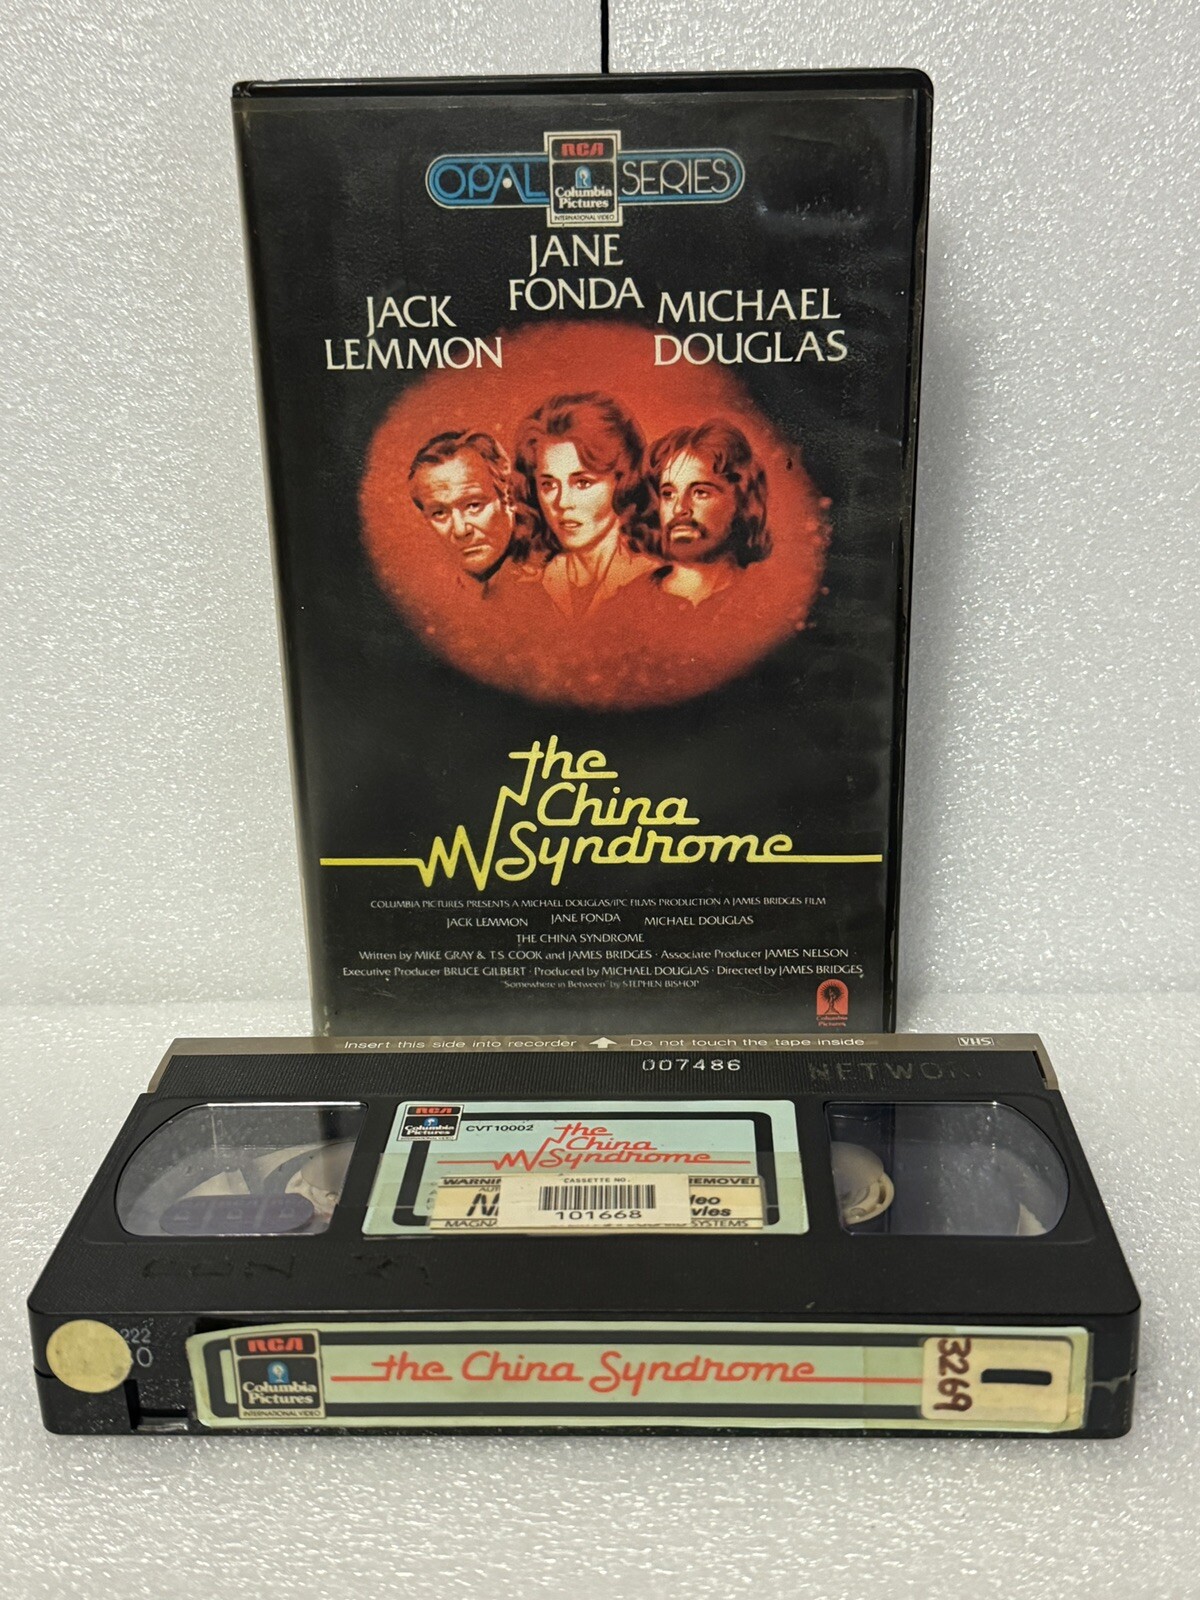 OPAL SERIES
RCA
Columbia
Pictures
INTERNATIONAL VIDEO
JANE
FONDA
JACK
LEMMON
MICHAEL
DOUGLAS
the
China
Syndrome
COLUMBIA PICTURES PRESENTS A MICHAEL DOUGLAS/IPC FILMS PRODUCTION A JAMES BRIDGES FILM
JACK LEMMON JANE FONDA MICHAEL DOUGLAS
THE CHINA SYNDROME
Written by MIKE GRAY & T.S. COOK and JAMES BRIDGES · Associate Producer JAMES NELSON
Executive Producer BRUCE GILBERT · Produced by MICHAEL DOUGLAS · Directed by JAMES BRIDGES
"Somewhere in Between" by STEPHEN BISHOP
Columbia
Pictures
Insert this side into recorder Do not touch the tape inside VHS
007486
RCA
Columbia
Pictures
CVT10002
the
China
Syndrome
CASSETTE NO.
101668
SYSTEMS
222
RCA
Columbia
Pictures
INTERNATIONAL VIDEO
the China Syndrome
3269